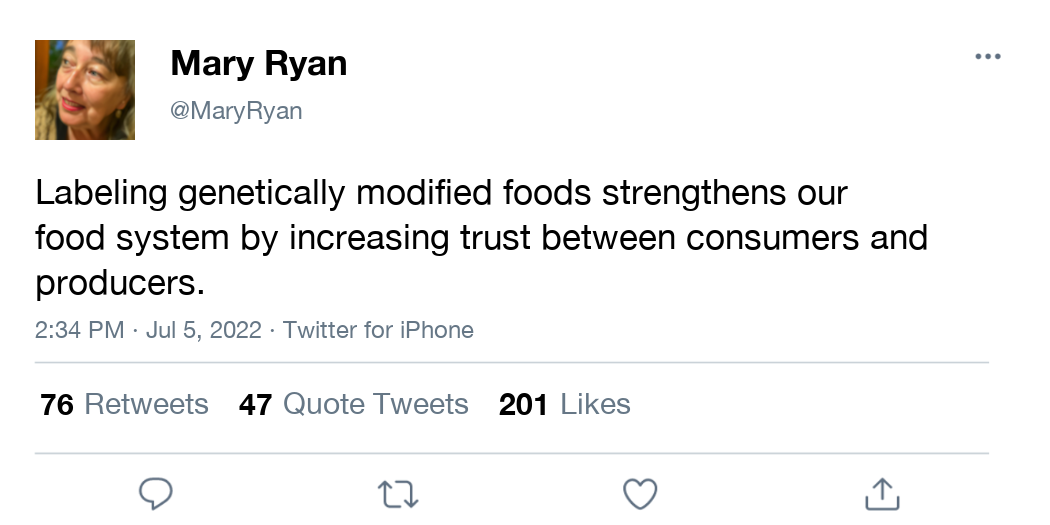 Mary Ryan
@MaryRyan
Labeling genetically modified foods strengthens our
food system by increasing trust between consumers and
producers.
2:34 PM · Jul 5, 2022 · Twitter for iPhone
76 Retweets 47 Quote Tweets 201 Likes